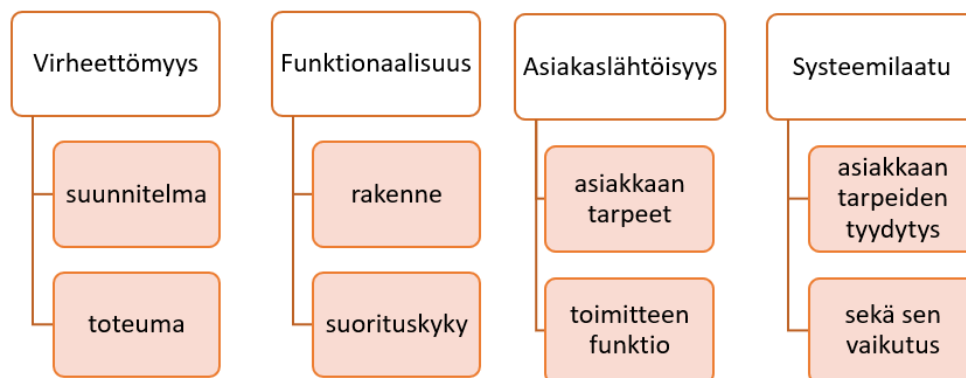 Virheettömyys
suunnitelma
toteuma
Funktionaalisuus
rakenne
suorituskyky
Asiakaslähtöisyys
asiakkaan
tarpeet
toimitteen
funktio
Systeemilaatu
asiakkaan
tarpeiden
tyydytys
sekä sen
vaikutus